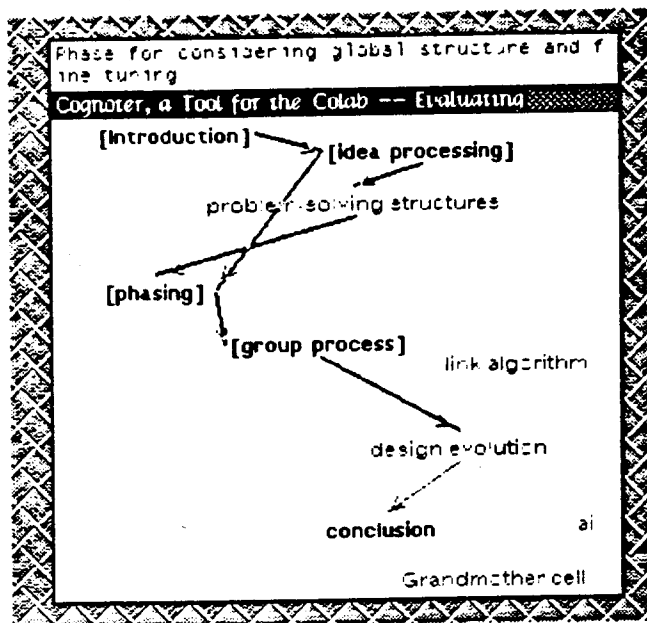 Phase for considering global structure and f
ine tuning
Cognoter, a Tool for the Colab -- Evaluating
[introduction]
[idea processing]
problem-solving structures
[phasing]
[group process]
link algorithm
design evolution
conclusion
ai
Grandmother cell